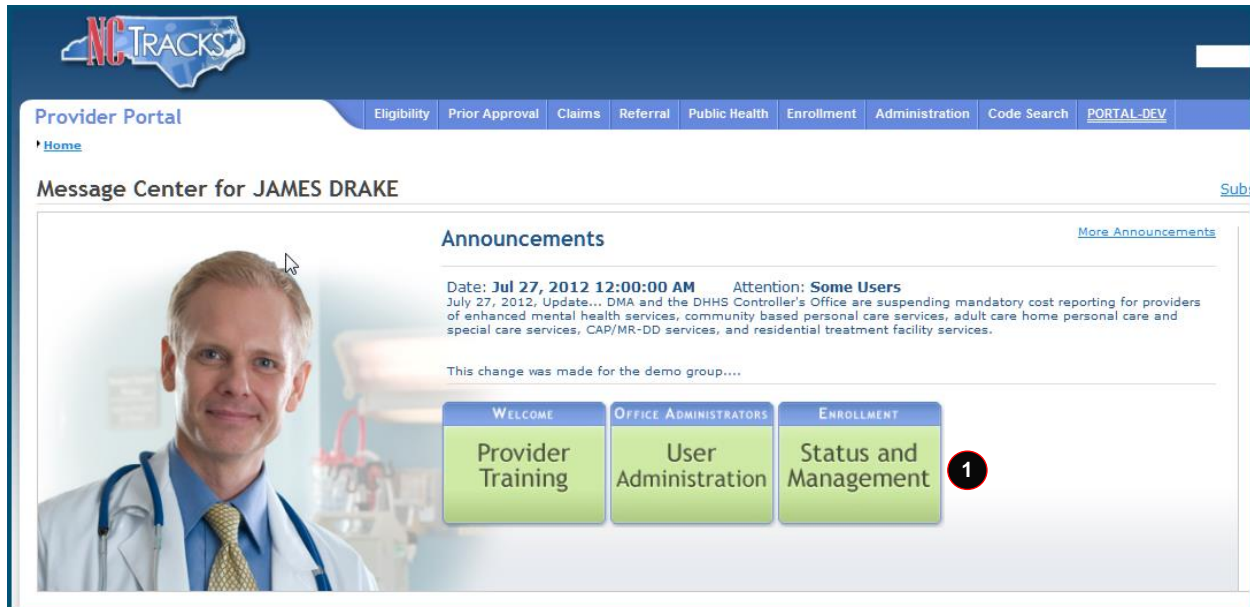 NCTRACKS
Provider Portal
Eligibility Prior Approval Claims Referral Public Health Enrollment Administration Code Search PORTAL-DEV
Home
Message Center for JAMES DRAKE
Subs
Announcements
More Announcements
Date: Jul 27, 2012 12:00:00 AM Attention: Some Users
July 27, 2012, Update... DMA and the DHHS Controller's Office are suspending mandatory cost reporting for providers
of enhanced mental health services, community based personal care services, adult care home personal care and
special care services, CAP/MR-DD services, and residential treatment facility services.
This change was made for the demo group....
WELCOME
Provider
Training
OFFICE ADMINISTRATORS
User
Administration
ENROLLMENT
Status and
Management
1